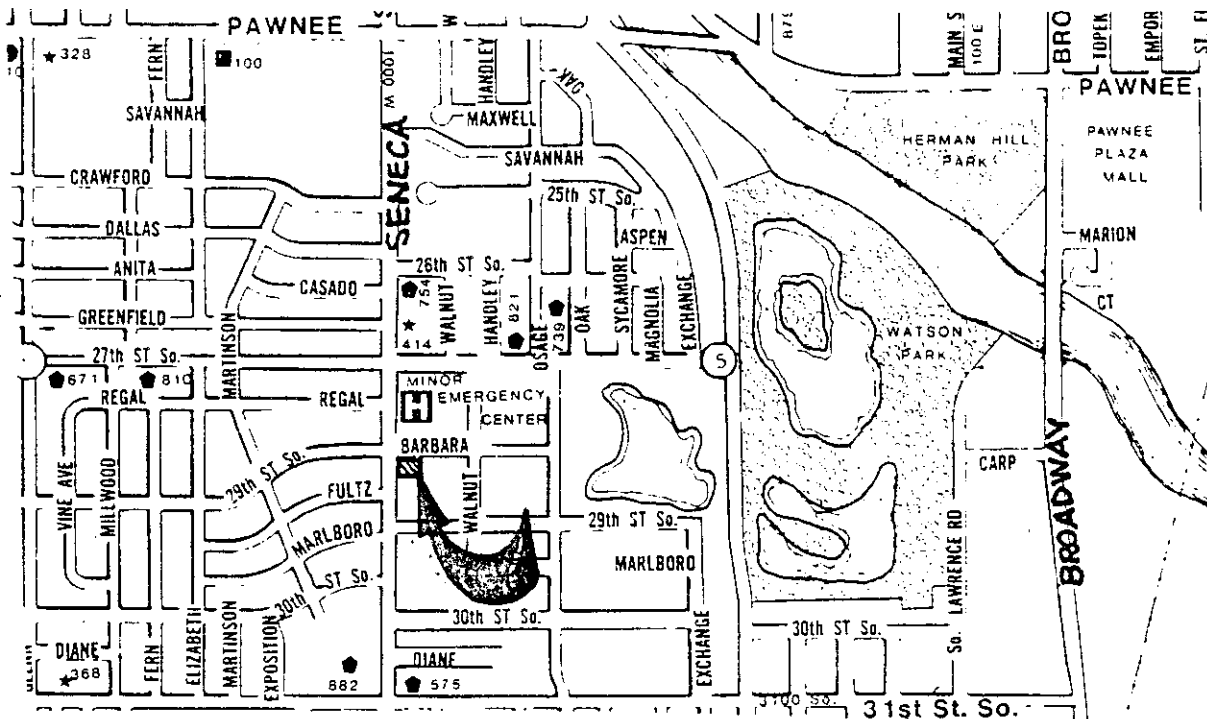 PAWNEE
328
100
FERN
1000 W
SENECA
HANDLEY
OAK
MAXWELL
SAVANNAH
SAVANNAH
MAIN S
100 E
BRO
TOPEK
EMPOR
PAWNEE
HERMAN HILL
PARK
PAWNEE
PLAZA
MALL
CRAWFORD
DALLAS
ANITA
CASADO
GREENFIELD
MARTINSON
25th ST So.
ASPEN
26th ST So.
754
414
WALNUT
HANDLEY
821
OSAGE
739
OAK
SYCAMORE
MAGNOLIA
EXCHANGE
MARION
CT
WATSON
PARK
5
27th ST So.
671
810
REGAL
REGAL
MINOR
EMERGENCY
CENTER
BARBARA
VINE AVE
MILLWOOD
29th ST So.
FULTZ
MARLBORO
WALNUT
29th ST So.
MARLBORO
CARP
BROADWAY
So. LAWRENCE RD
30th ST So.
30th ST So.
30th ST So.
DIANE
368
FERN
ELIZABETH
MARTINSON
EXPOSITION
882
DIANE
575
EXCHANGE
3100 So.
31st St. So.